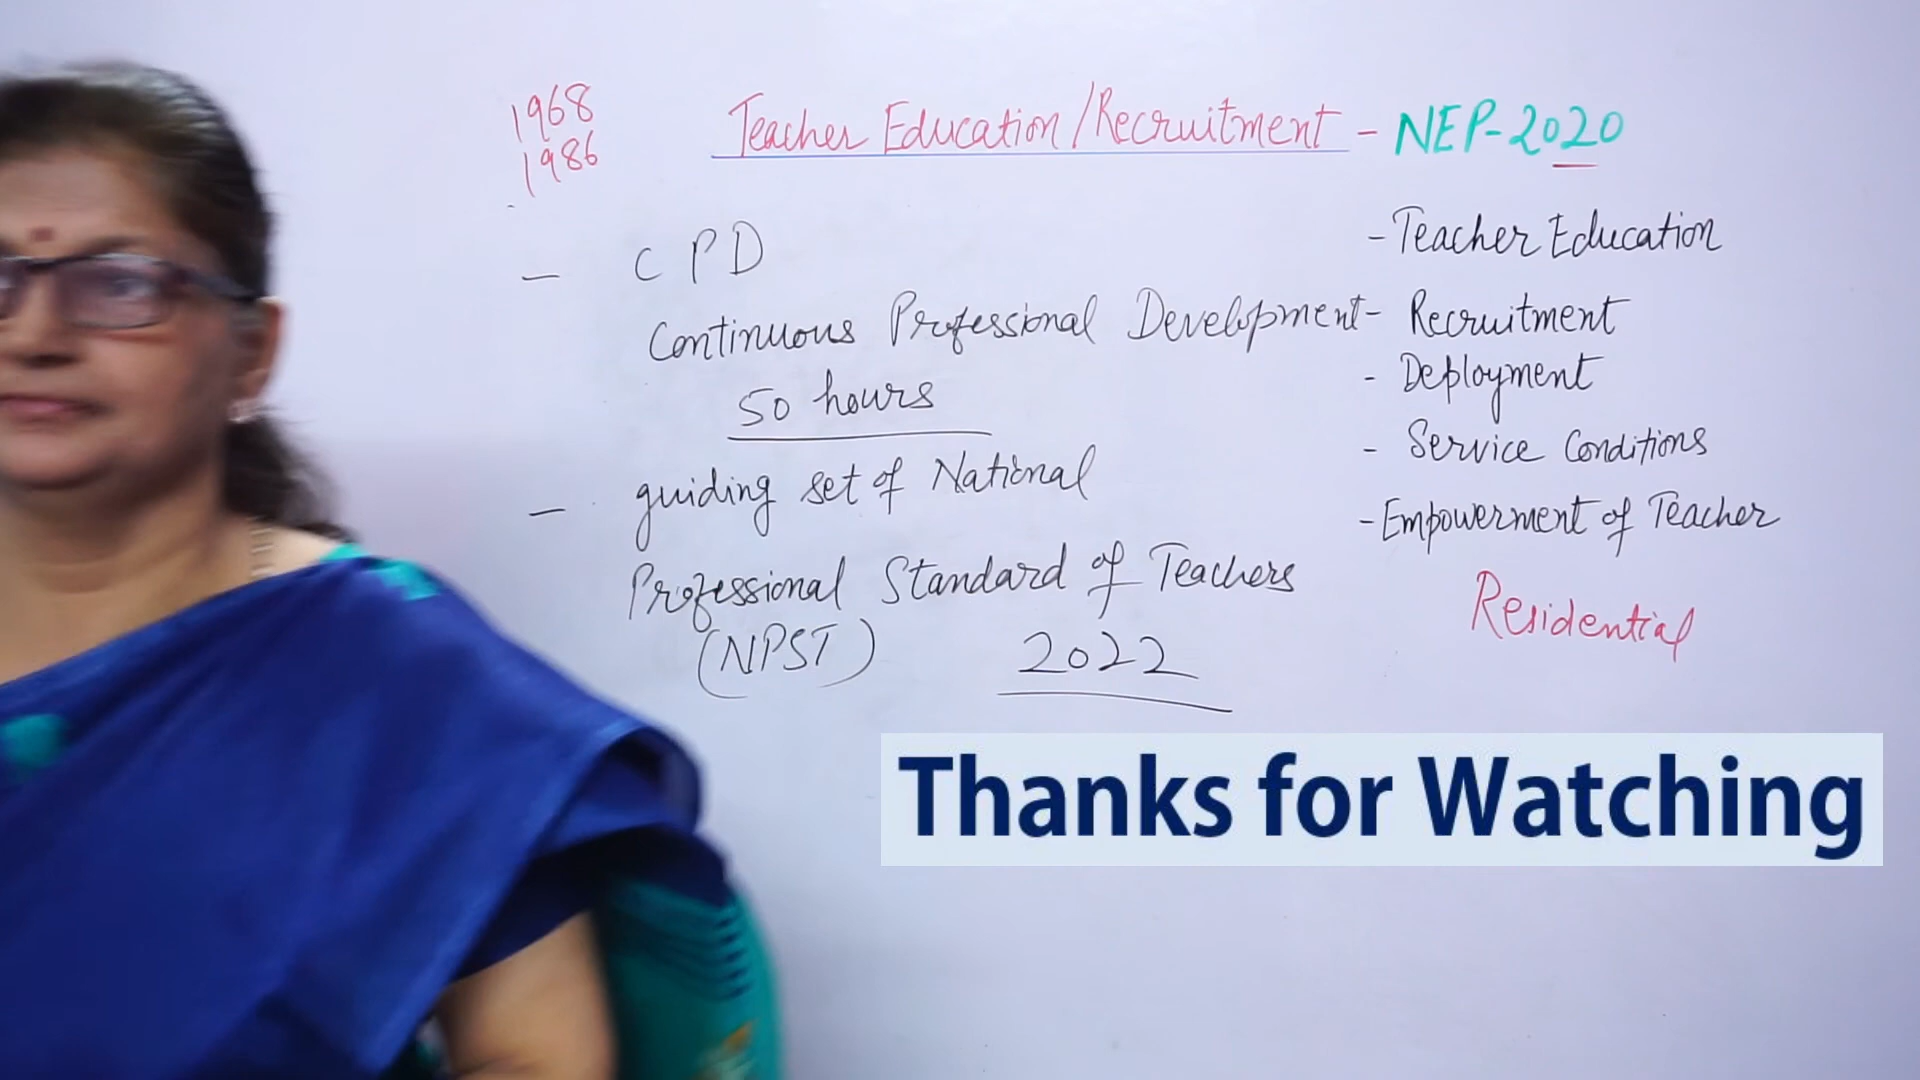 1968
1986
Teacher Education/Recruitment - NEP-2020
- CPD
Continuous Professional Development
50 hours
- guiding set of National
Professional Standard of Teachers
(NPST) 2022
- Teacher Education
- Recruitment
- Deployment
- Service Conditions
- Empowerment of Teacher
Residential
Thanks for Watching